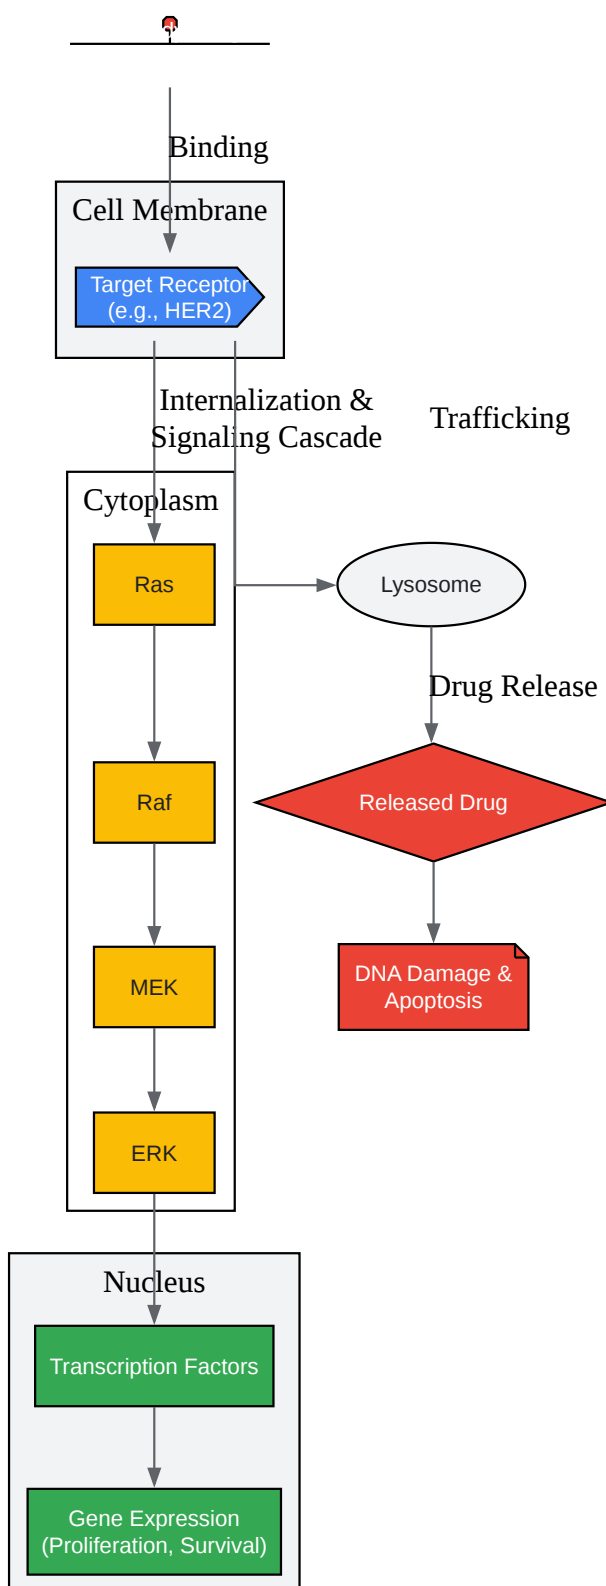 Binding
Cell Membrane
Target Receptor
(e.g., HER2)
Internalization &
Signaling Cascade
Trafficking
Cytoplasm
Ras
Lysosome
Drug Release
Raf
Released Drug
MEK
DNA Damage &
Apoptosis
ERK
Nucleus
Transcription Factors
Gene Expression
(Proliferation, Survival)